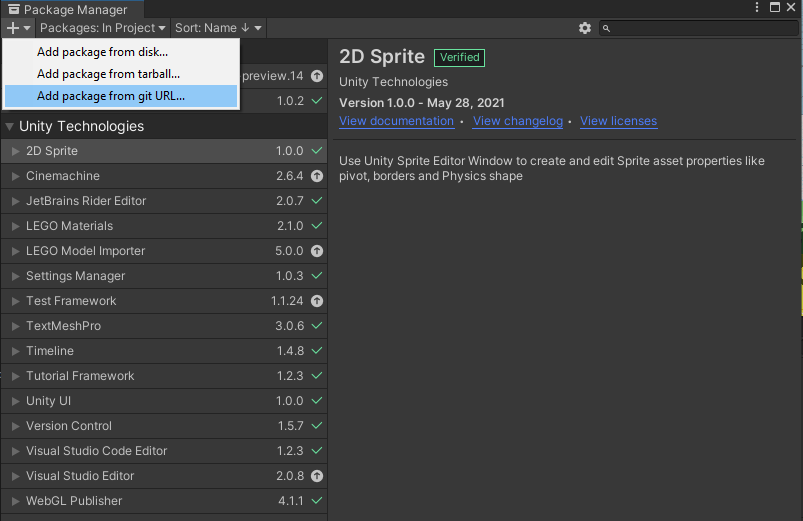 Package Manager
Packages: In Project
Sort: Name ↓
Add package from disk...
Add package from tarball...
Add package from git URL...
preview.14
1.0.2
Unity Technologies
2D Sprite 1.0.0
Cinemachine 2.6.4
JetBrains Rider Editor 2.0.7
LEGO Materials 2.1.0
LEGO Model Importer 5.0.0
Settings Manager 1.0.3
Test Framework 1.1.24
TextMeshPro 3.0.6
Timeline 1.4.8
Tutorial Framework 1.2.3
Unity UI 1.0.0
Version Control 1.5.7
Visual Studio Code Editor 1.2.3
Visual Studio Editor 2.0.8
WebGL Publisher 4.1.1
2D Sprite Verified
Unity Technologies
Version 1.0.0 - May 28, 2021
View documentation • View changelog • View licenses
Use Unity Sprite Editor Window to create and edit Sprite asset properties like
pivot, borders and Physics shape